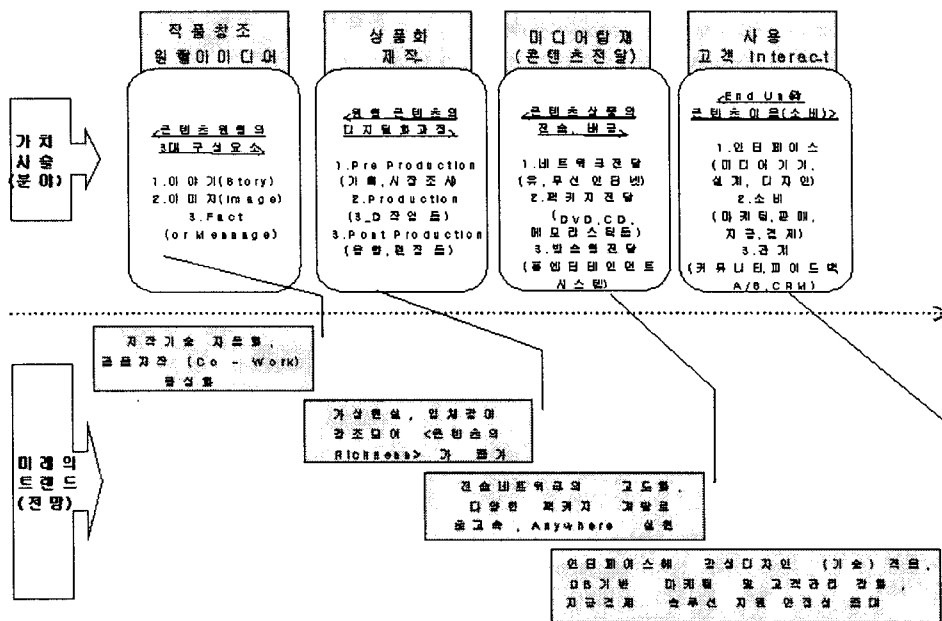 작품창조
원형아이디어
상품화
제작
미디어탑재
(콘텐츠전달)
사용
고객 Interact
가치
사슬
(분야)
<콘텐츠원형의
3대 구성요소>
1.이야기(Story)
2.이미지(Image)
3.Fact
(or Message)
<원형 콘텐츠의
디지털화과정>
1.Pre Production
(기획,시장조사)
2.Production
(3_D작업 등)
3.Post Production
(음향,편집등)
<콘텐츠상품의
전송,배급>
1.네트워크전달
(유,무선인터넷)
2.패키지전달
(DVD,CD,
메모리스틱등)
3.방송형전달
(홈엔터테인먼트
시스템)
<End Us와
콘텐츠이용(소비)>
1.인터페이스
(미디어기기,
설계,디자인)
2.소비
(마케팅,판매,
지급,결제)
3.관계
(커뮤니티,피이드백
A/S,CRM)
미래의
트랜드
(전망)
제작기술 자동화,
공동제작 (Co - Work)
활성화
가상현실, 입체감이
강조되어 <콘텐츠의
Richness> 가 증가
전송네트워크의 고도화,
다양한 패키지 개발로
초고속, Anywhere 실현
인터페이스에 감성디자인 (기술) 적용,
DB기반 마케팅 및 고객관리 강화,
지급결제 솔루션 지원 안정성 증대